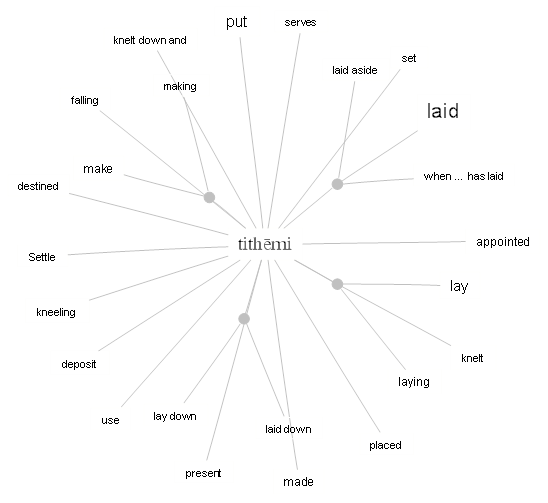 put
serves
knelt down and
set
laid aside
making
falling
laid
make
when ... has laid
destined
tithēmi
appointed
Settle
lay
kneeling
knelt
deposit
laying
use
lay down
laid down
placed
present
made